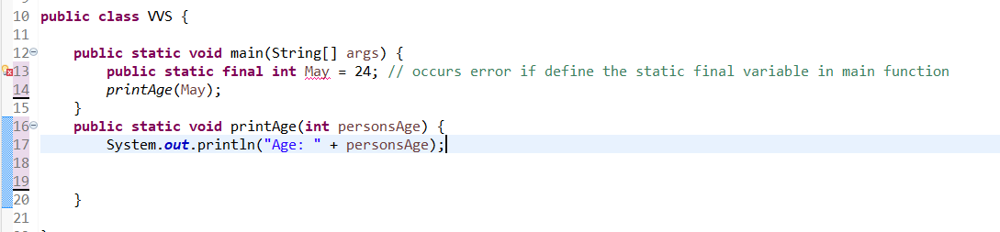 10 public class VVS {
11
12 public static void main(String[] args) {
13 public static final int May = 24; // occurs error if define the static final variable in main function
14 printAge(May);
15 }
16 public static void printAge(int personsAge) {
17 System.out.println("Age: " + personsAge);
18
19
20 }
21